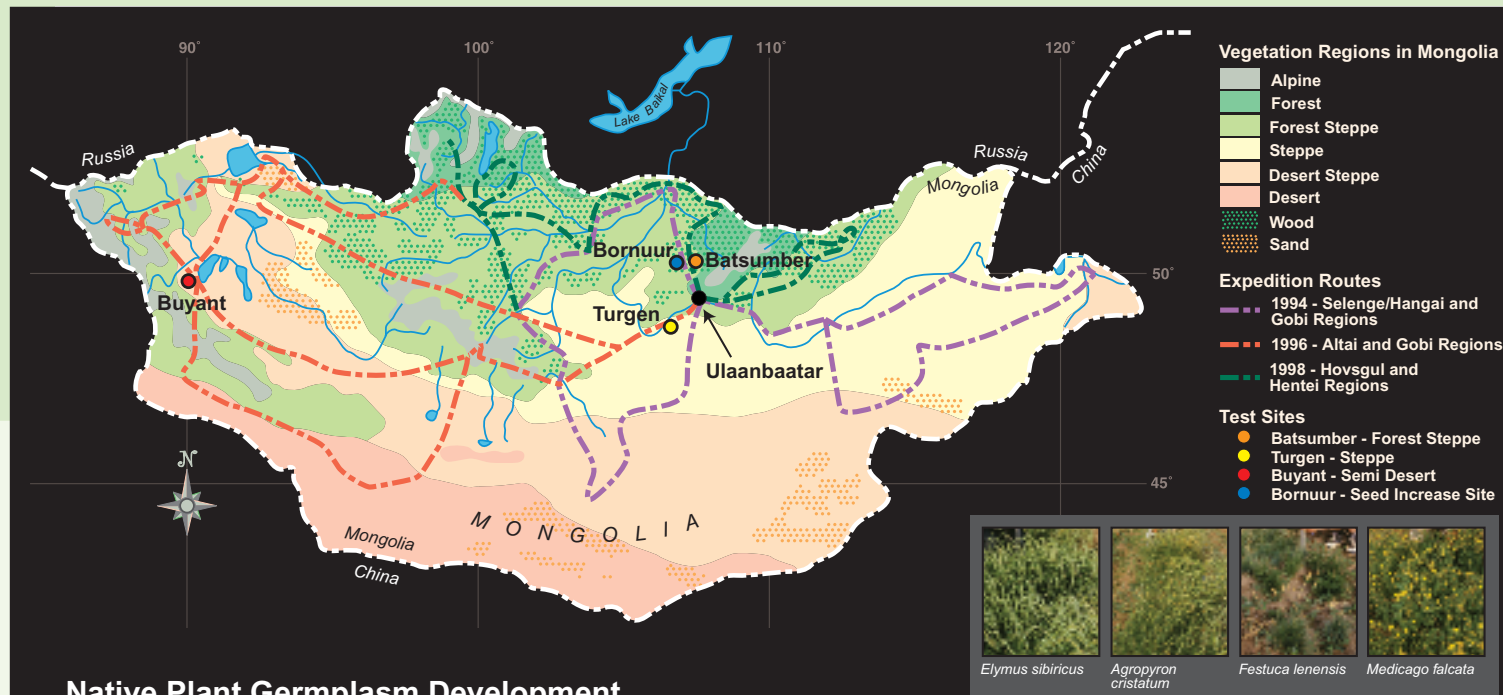 90°
100°
110°
120°
Lake Baikal
Russia
Russia
China
Mongolia
Bornuur
Batsumber
50°
Buyant
Turgen
Ulaanbaatar
N
45°
MONGOLIA
Mongolia
China
Vegetation Regions in Mongolia
Alpine
Forest
Forest Steppe
Steppe
Desert Steppe
Desert
Wood
Sand
Expedition Routes
1994 - Selenge/Hangai and
Gobi Regions
1996 - Altai and Gobi Regions
1998 - Hovsgul and
Hentei Regions
Test Sites
Batsumber - Forest Steppe
Turgen - Steppe
Buyant - Semi Desert
Bornuur - Seed Increase Site
Elymus sibiricus
Agropyron
cristatum
Festuca lenensis
Medicago falcata
Native Plant Germplasm Development